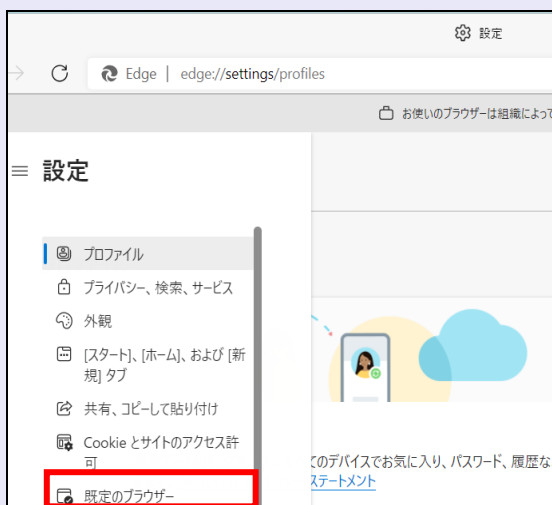 設定
Edge | edge://settings/profiles
お使いのブラウザーは組織によって
設定
プロファイル
プライバシー、検索、サービス
外観
[スタート]、[ホーム]、および [新
規] タブ
共有、コピーして貼り付け
Cookie とサイトのアクセス許
可
既定のブラウザー
てのデバイスでお気に入り、パスワード、履歴な
ステートメント